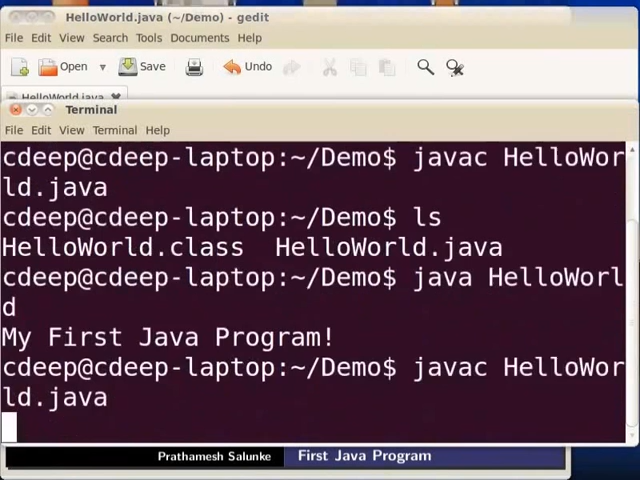 HelloWorld.java (~/Demo) - gedit
File Edit View Search Tools Documents Help
Open Save Undo
HelloWorld.java
Terminal
File Edit View Terminal Help
cdeep@cdeep-laptop:~/Demo$ javac HelloWor
ld.java
cdeep@cdeep-laptop:~/Demo$ ls
HelloWorld.class  HelloWorld.java
cdeep@cdeep-laptop:~/Demo$ java HelloWorl
d
My First Java Program!
cdeep@cdeep-laptop:~/Demo$ javac HelloWor
ld.java
Prathamesh Salunke First Java Program